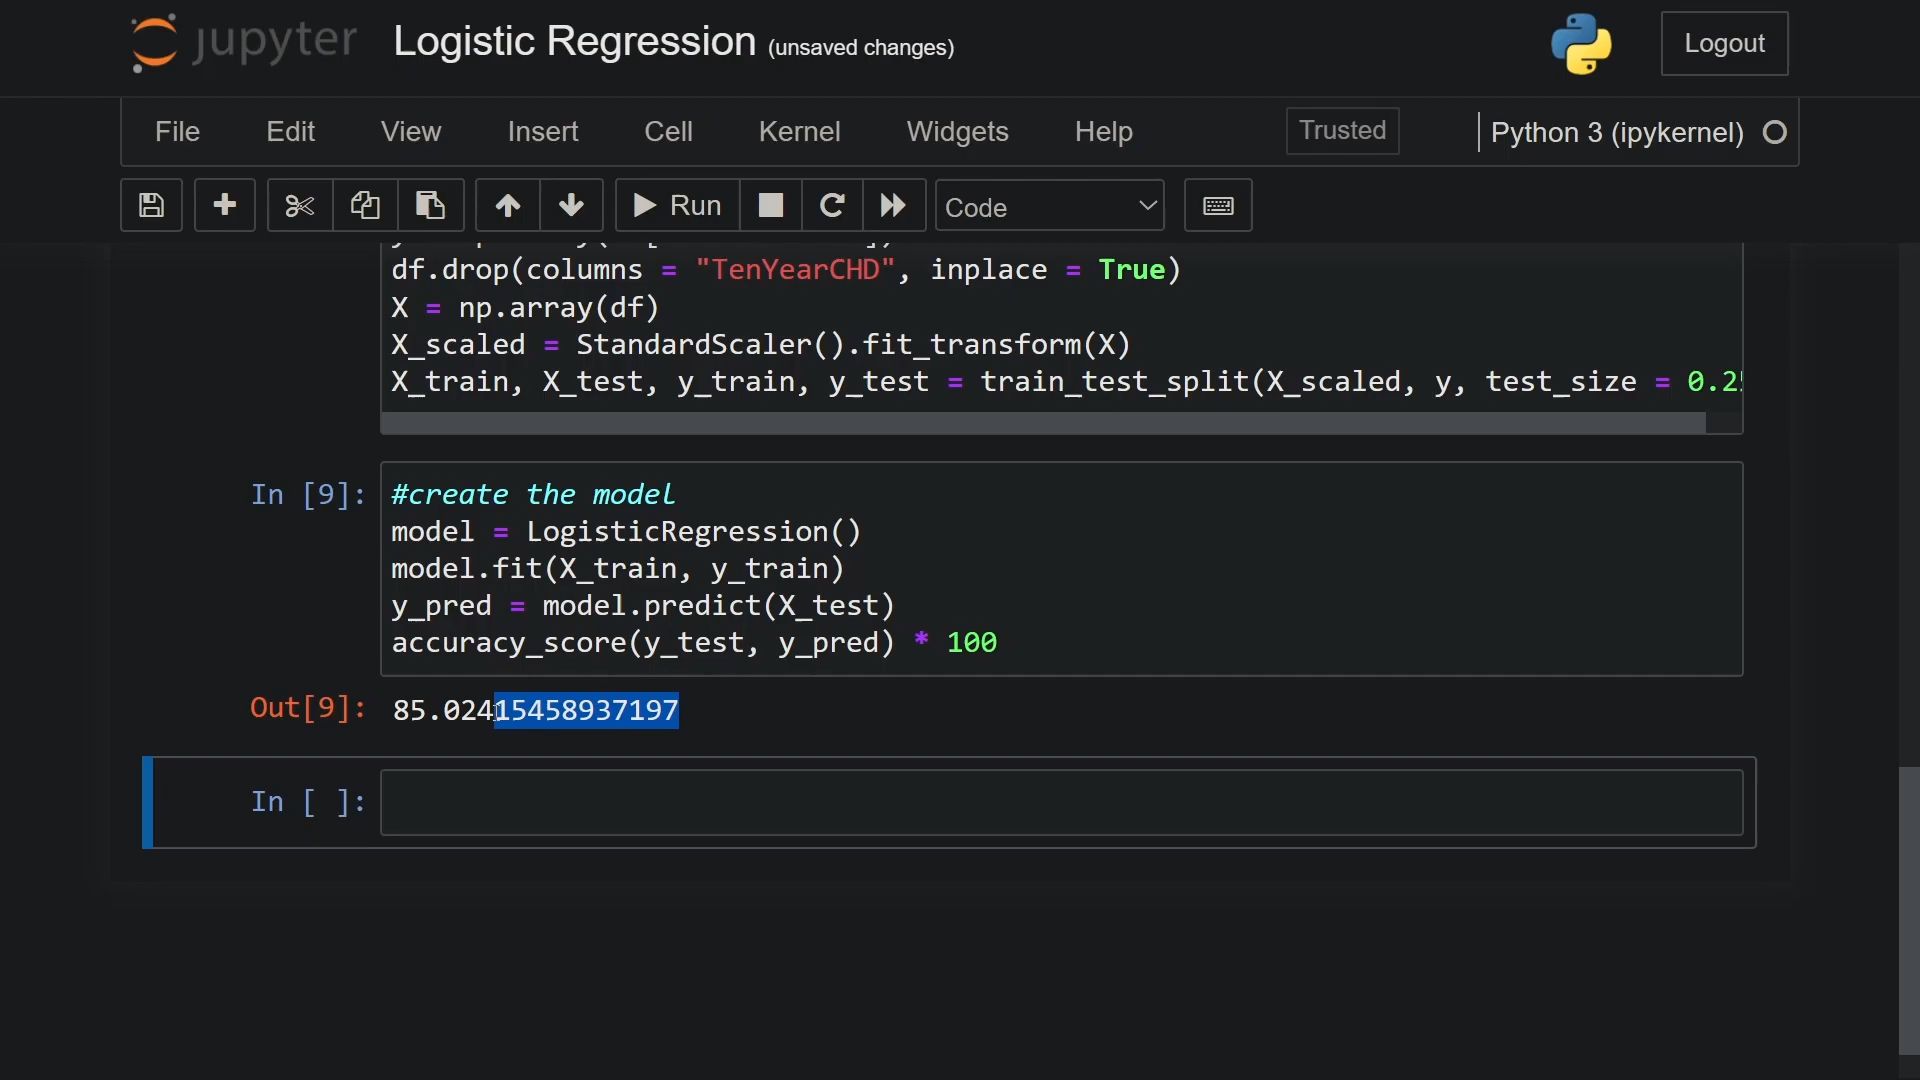 jupyter Logistic Regression (unsaved changes) Logout
File Edit View Insert Cell Kernel Widgets Help Trusted Python 3 (ipykernel)
Run Code
df.drop(columns = "TenYearCHD", inplace = True)
X = np.array(df)
X_scaled = StandardScaler().fit_transform(X)
X_train, X_test, y_train, y_test = train_test_split(X_scaled, y, test_size = 0.2
In [9]: #create the model
model = LogisticRegression()
model.fit(X_train, y_train)
y_pred = model.predict(X_test)
accuracy_score(y_test, y_pred) * 100
Out[9]: 85.02415458937197
In [ ]: